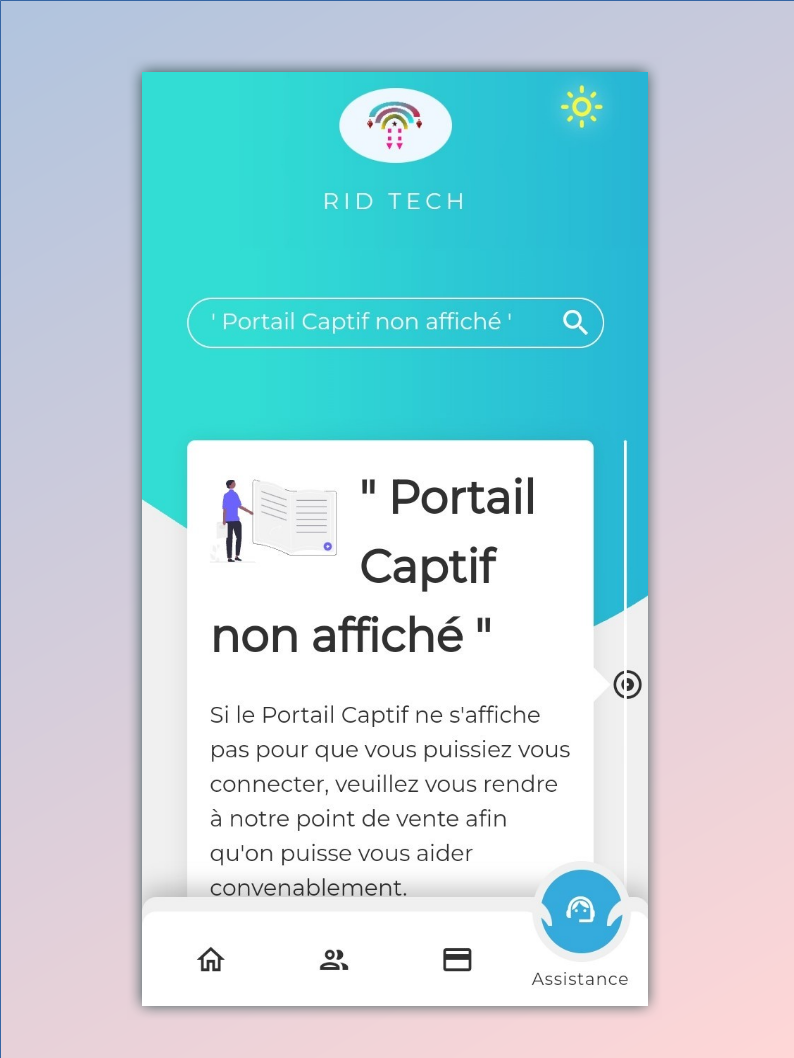 RID TECH
' Portail Captif non affiché '
" Portail
Captif
non affiché "
Si le Portail Captif ne s'affiche
pas pour que vous puissiez vous
connecter, veuillez vous rendre
à notre point de vente afin
qu'on puisse vous aider
convenablement.
Assistance